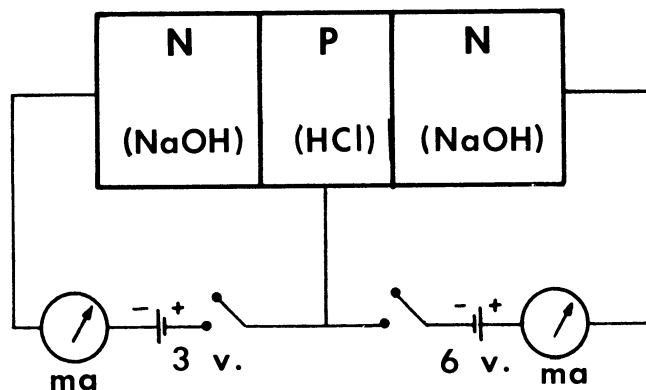 N P N
(NaOH) (HCl) (NaOH)
- + - +
3 v. 6 v.
ma ma